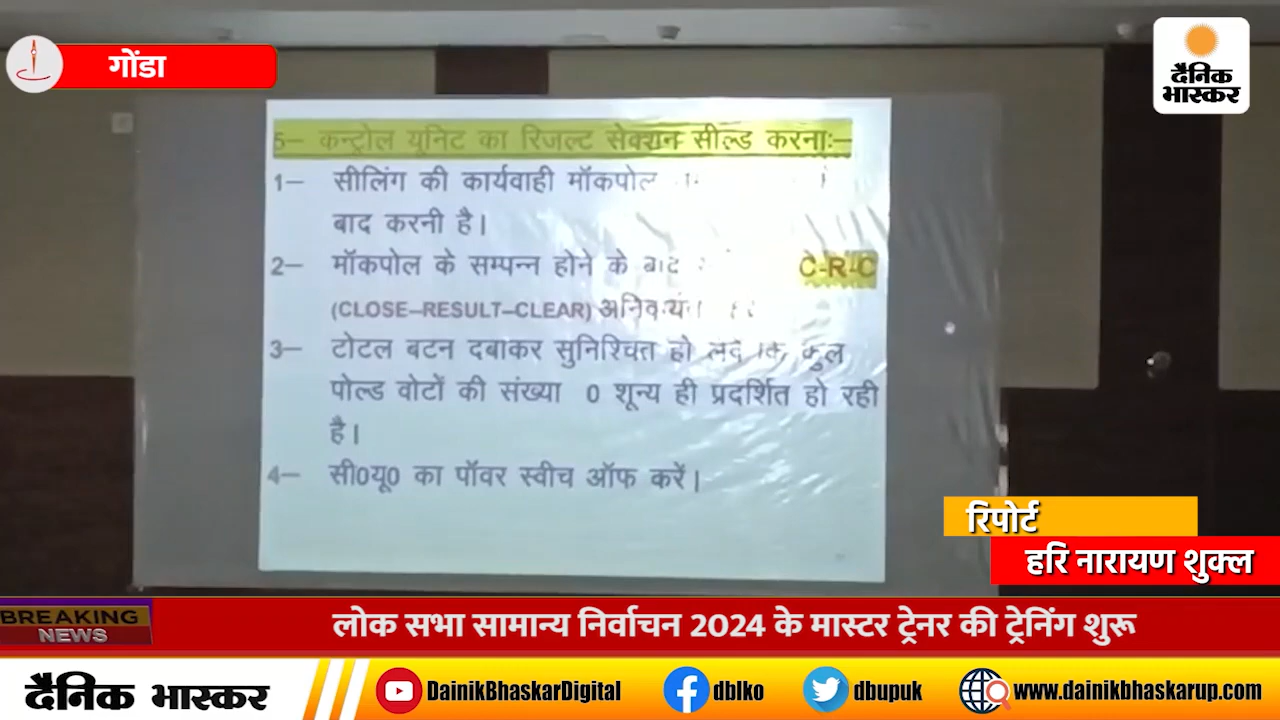 गोंडा
दैनिक
भास्कर
5– कन्ट्रोल यूनिट का रिजल्ट सेक्शन सील्ड करनाः–
1– सीलिंग की कार्यवाही मॉकपोल
बाद करनी है।
2– मॉकपोल के सम्पन्न होने के बाद C-R-C
(CLOSE–RESULT–CLEAR)
3– टोटल बटन दबाकर सुनिश्चित हो कुल
पोल्ड वोटों की संख्या 0 शून्य ही प्रदर्शित हो रही
है।
4– सी0यू0 का पॉवर स्वीच ऑफ करें।
रिपोर्ट
हरि नारायण शुक्ल
BREAKING
NEWS
लोक सभा सामान्य निर्वाचन 2024 के मास्टर ट्रेनर की ट्रेनिंग शुरू
दैनिक भास्कर DainikBhaskarDigital dblko dbupuk www.dainikbhaskarup.com